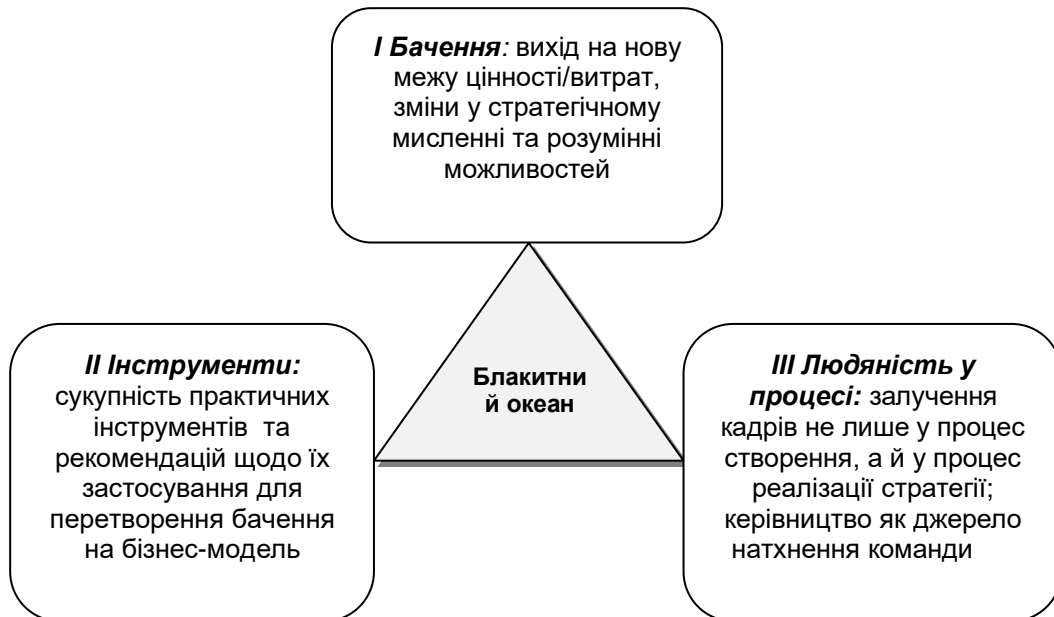 I Бачення: вихід на нову
межу цінності/витрат,
зміни у стратегічному
мисленні та розумінні
можливостей
II Інструменти:
сукупність практичних
інструментів та
рекомендацій щодо їх
застосування для
перетворення бачення
на бізнес-модель
Блакитни
й океан
III Людяність у
процесі: залучення
кадрів не лише у процес
створення, а й у процес
реалізації стратегії;
керівництво як джерело
натхнення команди